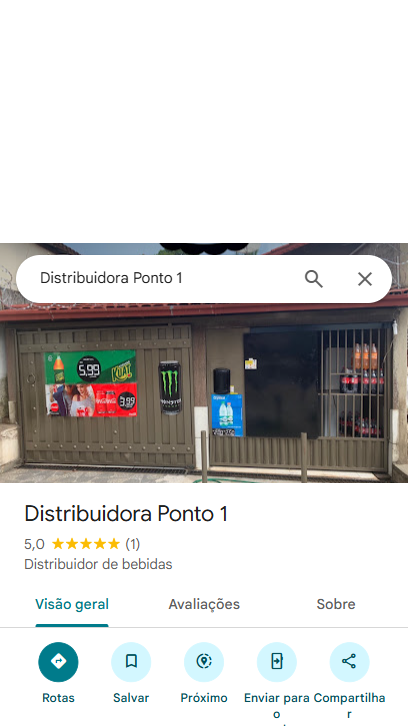 Distribuidora Ponto 1
5,99
KUAT
3,99
MONSTER
Distribuidora Ponto 1
5,0 ★★★★★ (1)
Distribuidor de bebidas
Visão geral Avaliações Sobre
Rotas Salvar Próximo Enviar para o Compartilhar